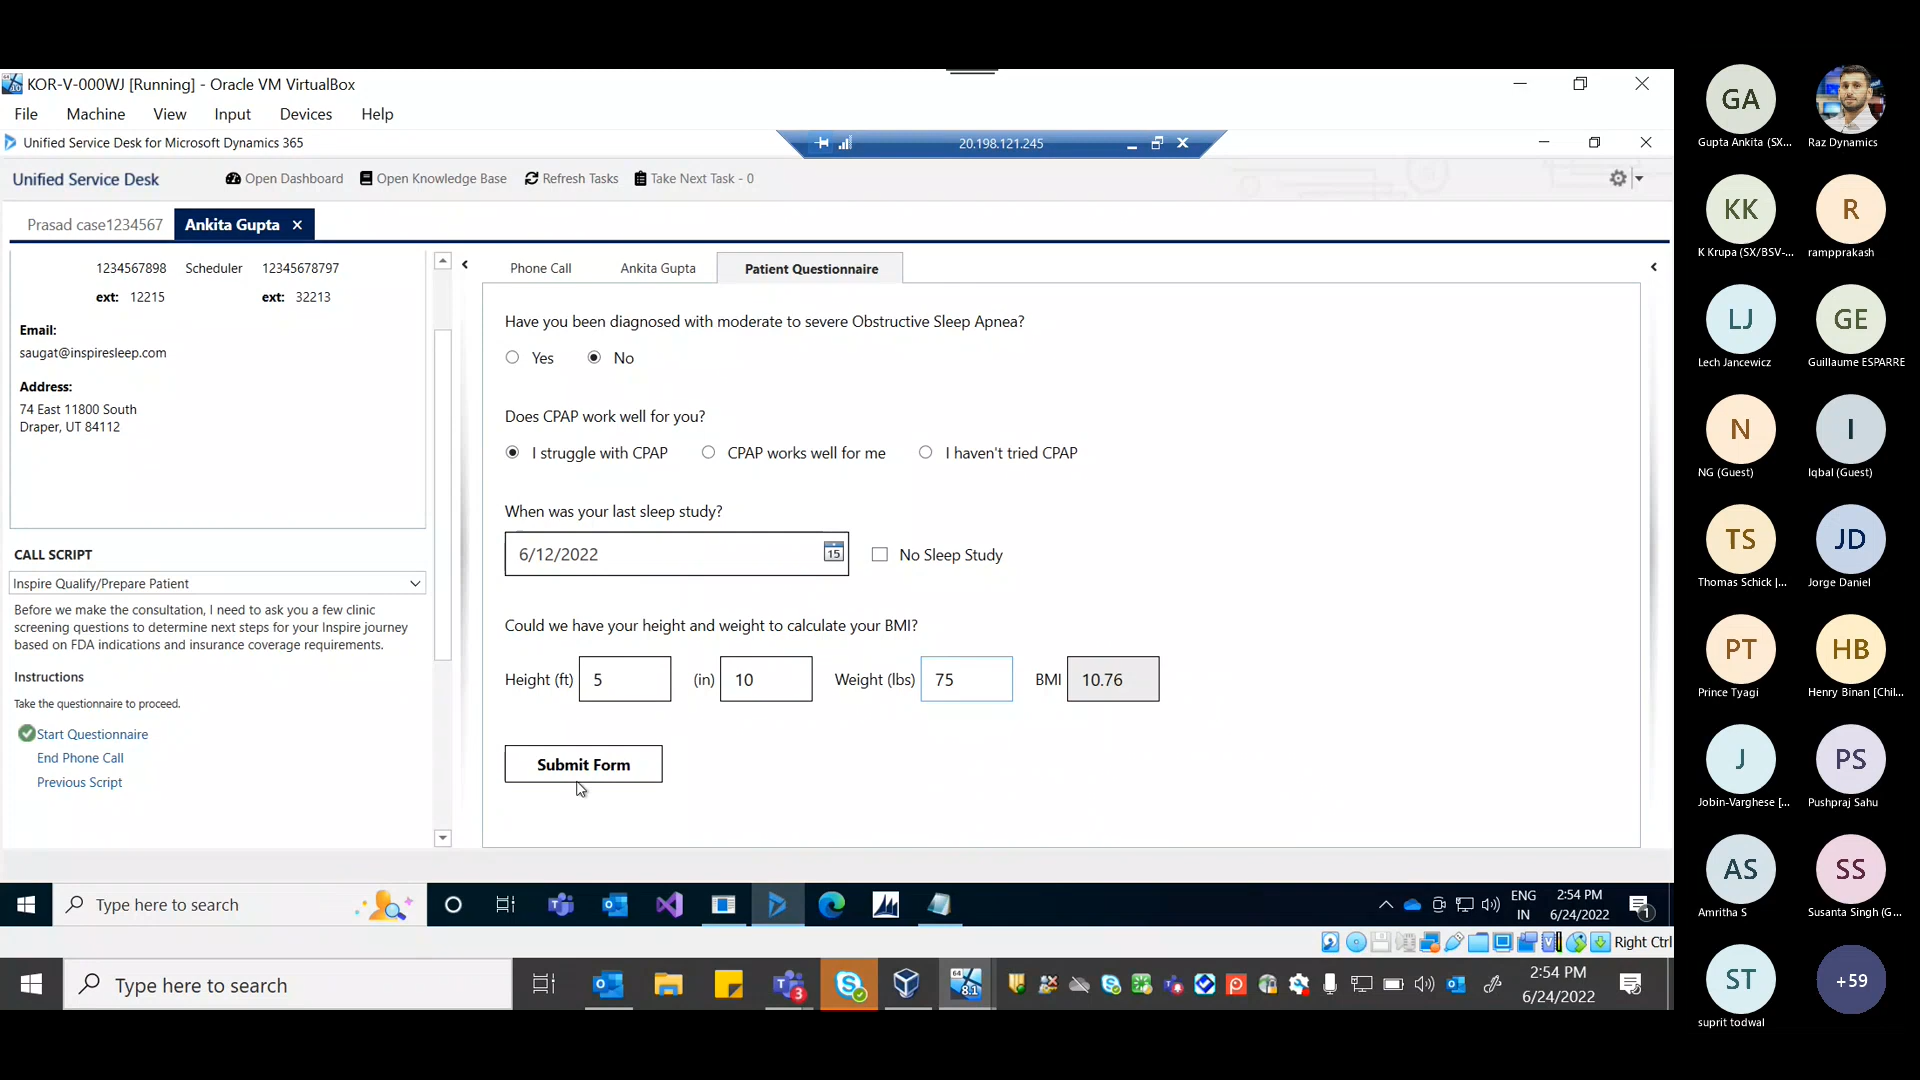 KOR-V-000WJ [Running] - Oracle VM VirtualBox
File Machine View Input Devices Help
Unified Service Desk for Microsoft Dynamics 365
20.198.121.245
Unified Service Desk
Open Dashboard Open Knowledge Base Refresh Tasks Take Next Task - 0
Prasad case1234567 Ankita Gupta
1234567898 Scheduler 12345678797
ext: 12215 ext: 32213
Email:
saugat@inspiresleep.com
Address:
74 East 11800 South
Draper, UT 84112
CALL SCRIPT
Inspire Qualify/Prepare Patient
Before we make the consultation, I need to ask you a few clinic
screening questions to determine next steps for your Inspire journey
based on FDA indications and insurance coverage requirements.
Instructions
Take the questionnaire to proceed.
Start Questionnaire
End Phone Call
Previous Script
Phone Call Ankita Gupta Patient Questionnaire
Have you been diagnosed with moderate to severe Obstructive Sleep Apnea?
Yes No
Does CPAP work well for you?
I struggle with CPAP CPAP works well for me I haven't tried CPAP
When was your last sleep study?
6/12/2022 15 No Sleep Study
Could we have your height and weight to calculate your BMI?
Height (ft) 5 (in) 10 Weight (lbs) 75 BMI 10.76
Submit Form
Type here to search
ENG
IN
2:54 PM
6/24/2022
1
Right Ctrl
Type here to search
3
64
8.1
2:54 PM
6/24/2022
GA
Gupta Ankita (SX...
Raz Dynamics
KK
K Krupa (SX/BSV-...
R
rampprakash
LJ
Lech Jancewicz
GE
Guillaume ESPARRE
N
NG (Guest)
I
Iqbal (Guest)
TS
Thomas Schick |...
JD
Jorge Daniel
PT
Prince Tyagi
HB
Henry Binan [Chil...
J
Jobin-Varghese [...
PS
Pushpraj Sahu
AS
Amritha S
SS
Susanta Singh (G...
ST
suprit todwal
+59